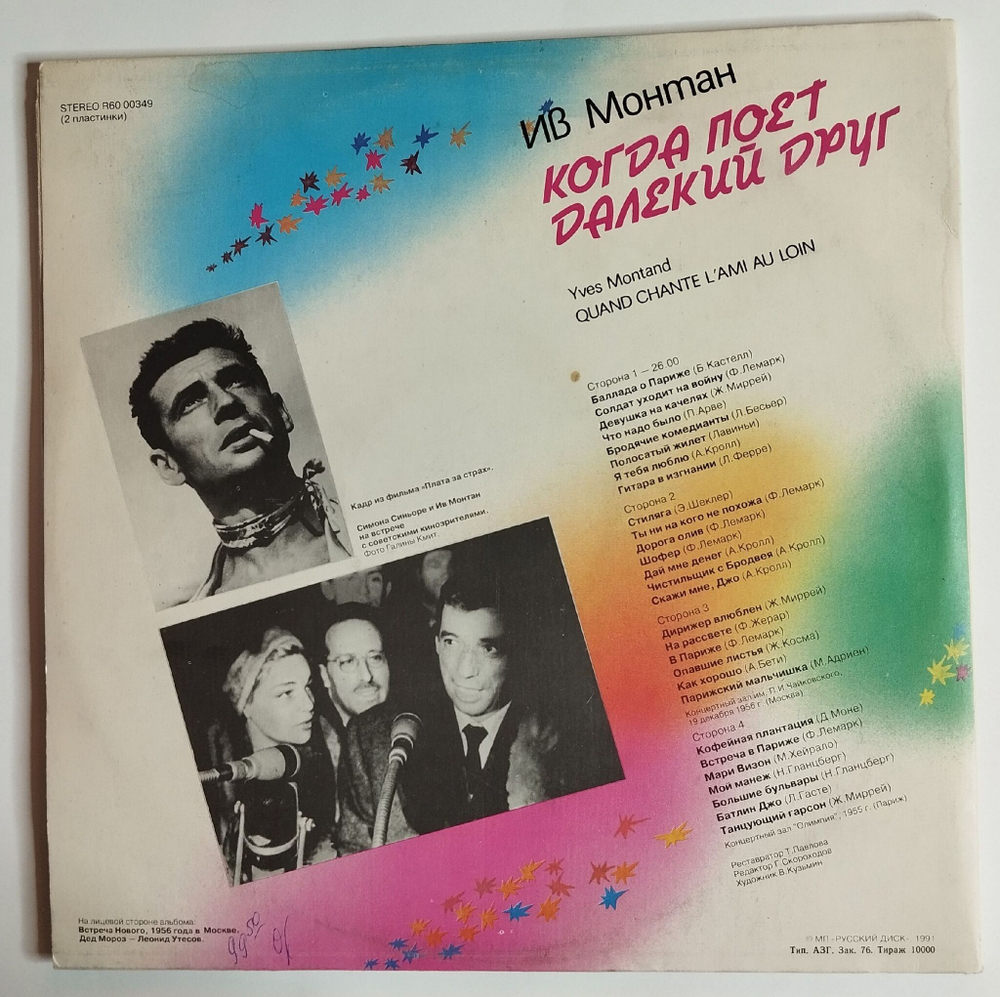 STEREO R60 00349
(2 пластинки)
Ив Монтан
КОГДА ПОЕТ
ДАЛЕКИЙ ДРУГ
Yves Montand
QUAND CHANTE L'AMI AU LOIN
Кадр из фильма «Плата за страх».
Симона Синьоре и Ив Монтан
на встрече
с советскими кинозрителями.
Фото Галины Кмит.
Сторона 1 — 26.00
Баллада о Париже (Б.Кастелл)
Солдат уходит на войну (Ф.Лемарк)
Девушка на качелях (Ж.Миррей)
Что надо было (П.Арве)
Бродячие комедианты (Л.Бесьер)
Полосатый жилет (Лавиньи)
Я тебя люблю (А.Кролл)
Гитара в изгнании (Л.Ферре)
Сторона 2
Стиляга (Э.Шеклер)
Ты ни на кого не похожа (Ф.Лемарк)
Дорога олив (Ф.Лемарк)
Шофер (Ф.Лемарк)
Дай мне денег (А.Кролл)
Чистильщик с Бродвея (А.Кролл)
Скажи мне, Джо (А.Кролл)
Сторона 3
Дирижер влюблен (Ж.Миррей)
На рассвете (Ф.Жерар)
В Париже (Ф.Лемарк)
Опавшие листья (Ж.Косма)
Как хорошо (А.Бети)
Парижский мальчишка (М.Адриен)
Концертный зал им. П.И.Чайковского,
19 декабря 1956 г. (Москва)
Сторона 4
Кофейная плантация (Д.Моне)
Встреча в Париже (Ф.Лемарк)
Мари Визон (М.Хейрало)
Мой манеж (Н.Гланцберг)
Большие бульвары (Н.Гланцберг)
Батлин Джо (Л.Гасте)
Танцующий гарсон (Ж.Миррей)
Концертный зал "Олимпия", 1955 г. (Париж)
Реставратор Т.Павлова
Редактор Г.Скороходов
Художник В.Кузьмин
На лицевой стороне альбома:
Встреча Нового, 1956 года в Москве.
Дед Мороз — Леонид Утесов.
99 50
© МП «РУССКИЙ ДИСК», 1991
Тип. АЗГ. Зак. 76. Тираж 10000